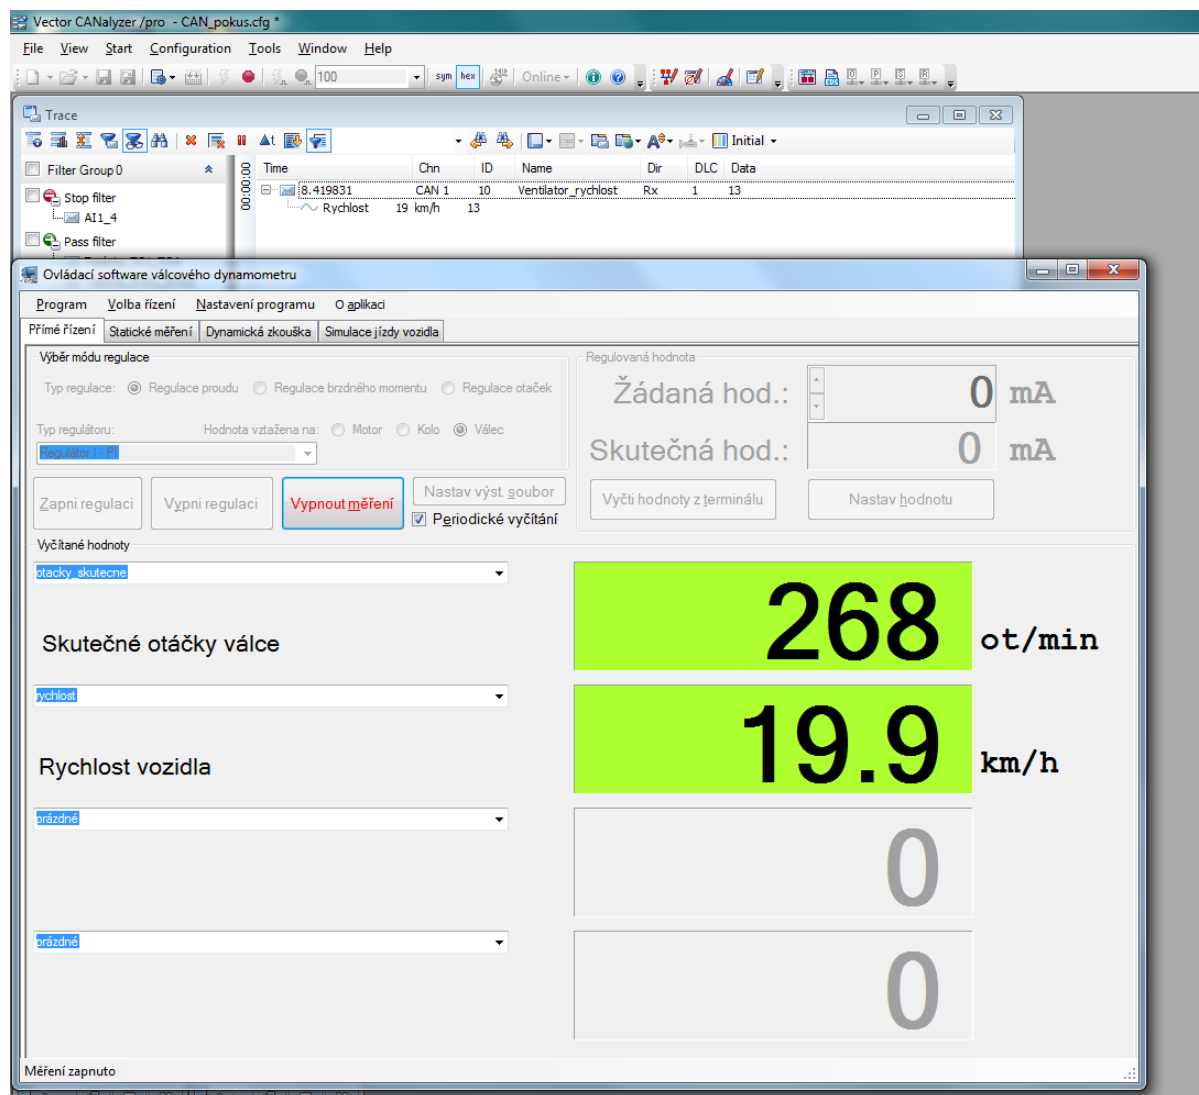 Vector CANalyzer /pro - CAN_pokus.cfg *
File View Start Configuration Tools Window Help
100 sym hex Online
Trace
Δt Initial
Filter Group 0
Stop filter
AI1_4
Pass filter
00:00:00
Time Chn ID Name Dir DLC Data
8.419831 CAN 1 10 Ventilator_rychlost Rx 1 13
Rychlost 19 km/h 13
Ovládací software válcového dynamometru
Program Volba řízení Nastavení programu O aplikaci
Přímé řízení Statické měření Dynamická zkouška Simulace jízdy vozidla
Výběr módu regulace
Typ regulace: Regulace proudu Regulace brzdného momentu Regulace otaček
Typ regulátoru: Hodnota vztažena na: Motor Kolo Válec
Regulátor I - PI
Regulovaná hodnota
Žádaná hod.: 0 mA
Skutečná hod.: 0 mA
Zapni regulaci Vypni regulaci Vypnout měření Nastav výst. soubor
Periodické vyčítání
Vyčti hodnoty z terminálu Nastav hodnotu
Vyčítané hodnoty
otacky_skutecne
Skutečné otáčky válce 268 ot/min
rychlost
Rychlost vozidla 19.9 km/h
prázdné
0
prázdné
0
Měření zapnuto